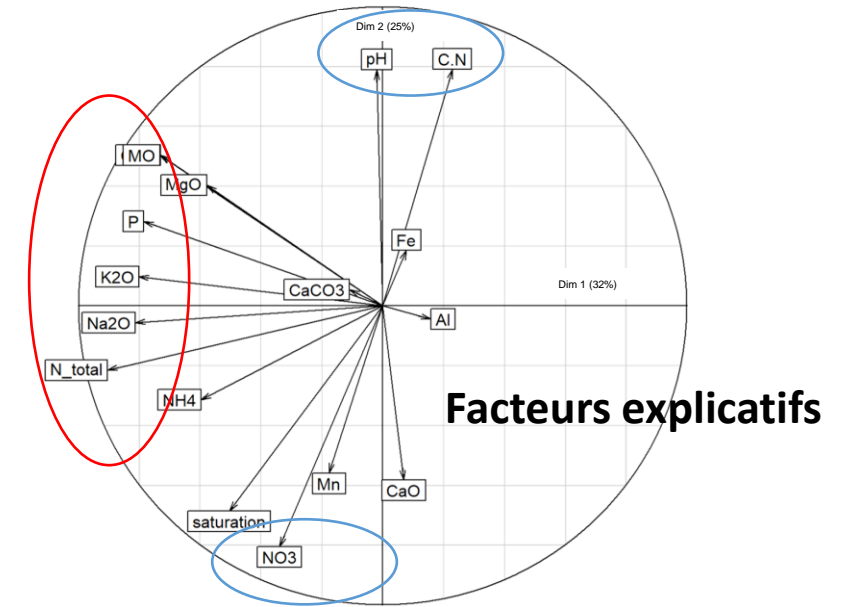 Dim 2 (25%)
pH
C.N
MO
MgO
P
Fe
K2O
CaCO3
Dim 1 (32%)
Na2O
Al
N_total
NH4
Facteurs explicatifs
Mn
CaO
saturation
NO3